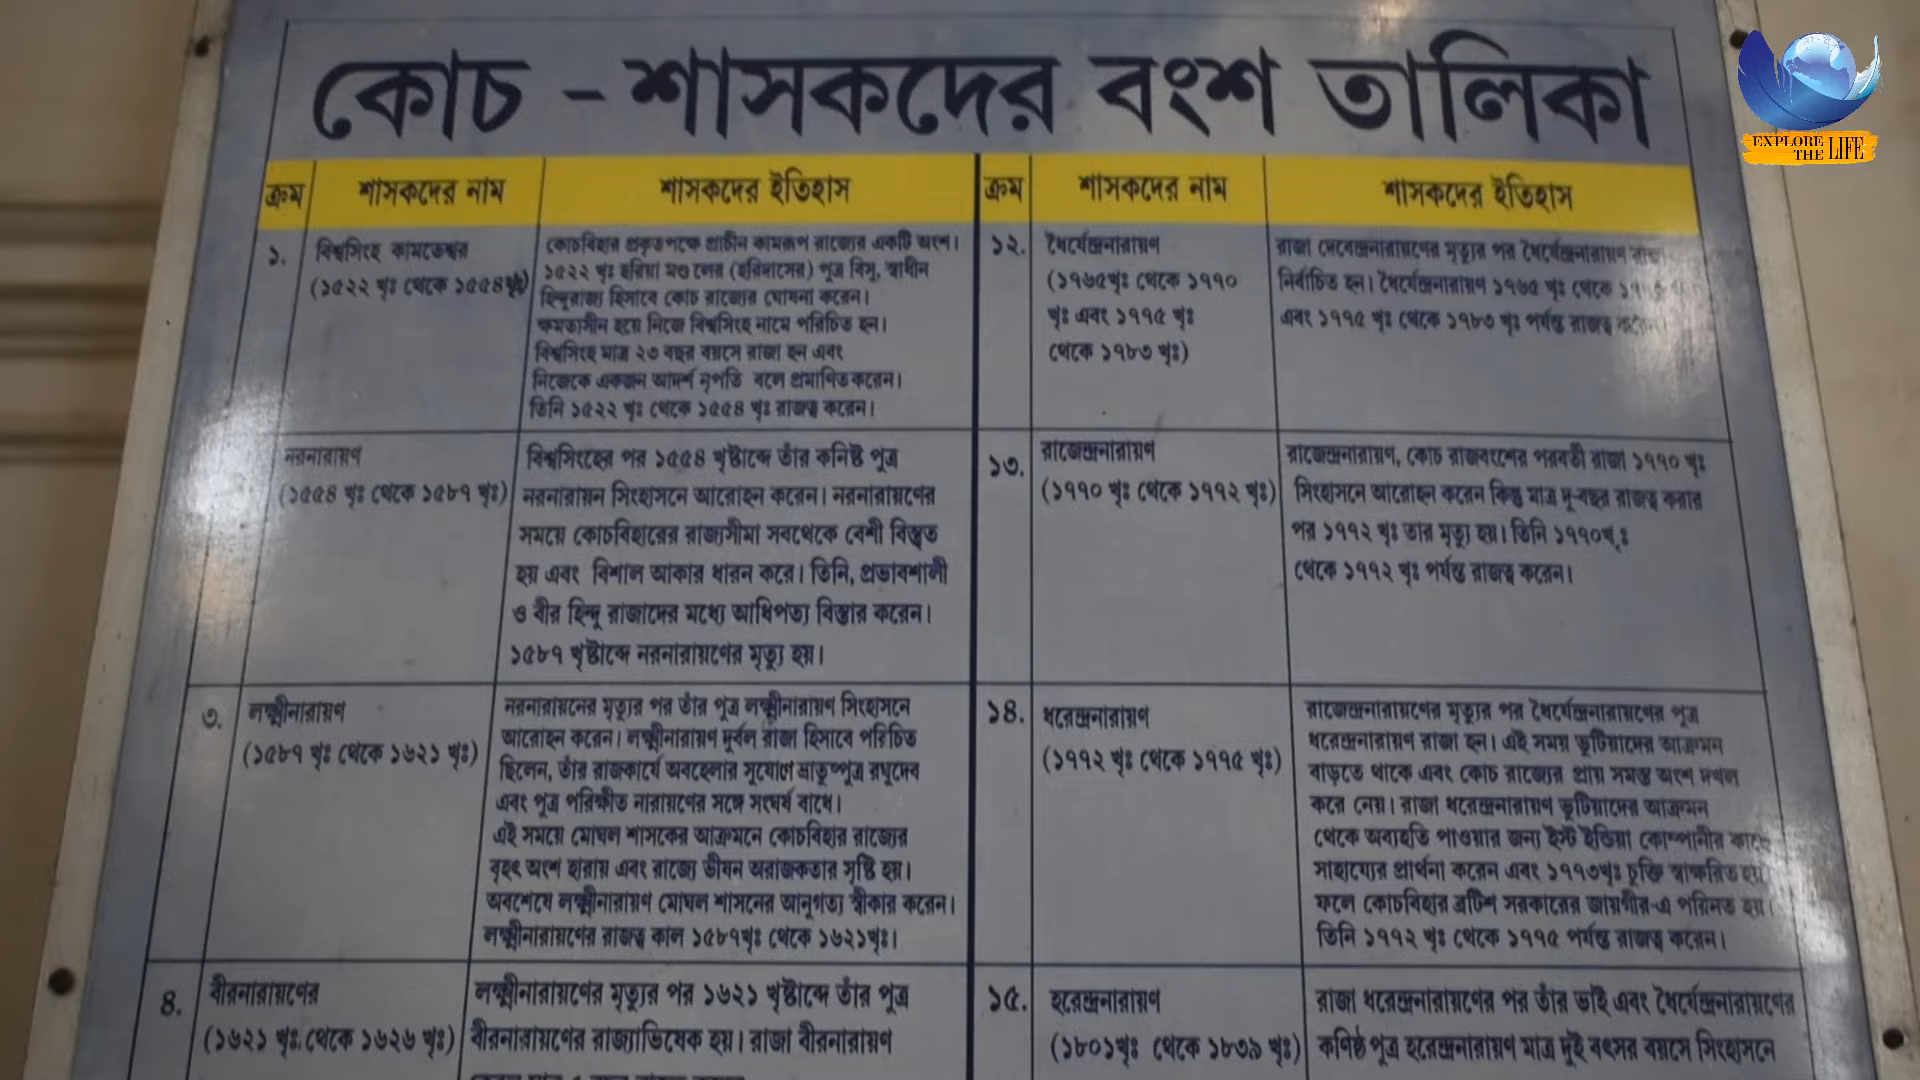 কোচ - শাসকদের বংশ তালিকা
ক্রম শাসকদের নাম শাসকদের ইতিহাস
১. বিশ্বসিংহ কামতেশ্বর
(১৫২২ খৃঃ থেকে ১৫৫৪খৃঃ)
কোচবিহার প্রকৃতপক্ষে প্রাচীন কামরূপ রাজ্যের একটি অংশ।
১৫২২ খৃঃ হরিয়া মণ্ডলের (হরিদাসের) পুত্র বিসু, স্বাধীন
হিন্দুরাজ্য হিসাবে কোচ রাজ্যের ঘোষনা করেন।
ক্ষমতাসীন হয়ে নিজে বিশ্বসিংহ নামে পরিচিত হন।
বিশ্বসিংহ মাত্র ২৩ বছর বয়সে রাজা হন এবং
নিজেকে একজন আদর্শ নৃপতি বলে প্রমাণিত করেন।
তিনি ১৫২২ খৃঃ থেকে ১৫৫৪ খৃঃ রাজত্ব করেন।
নরনারায়ণ
(১৫৫৪ খৃঃ থেকে ১৫৮৭ খৃঃ)
বিশ্বসিংহের পর ১৫৫৪ খৃষ্টাব্দে তাঁর কনিষ্ঠ পুত্র
নরনারায়ন সিংহাসনে আরোহন করেন। নরনারায়ণের
সময়ে কোচবিহারের রাজ্যসীমা সবথেকে বেশী বিস্তৃত
হয় এবং বিশাল আকার ধারন করে। তিনি, প্রভাবশালী
ও বীর হিন্দু রাজাদের মধ্যে আধিপত্য বিস্তার করেন।
১৫৮৭ খৃষ্টাব্দে নরনারায়ণের মৃত্যু হয়।
৩. লক্ষ্মীনারায়ণ
(১৫৮৭ খৃঃ থেকে ১৬২১ খৃঃ)
নরনারায়নের মৃত্যুর পর তাঁর পুত্র লক্ষ্মীনারায়ণ সিংহাসনে
আরোহন করেন। লক্ষ্মীনারায়ণ দুর্বল রাজা হিসাবে পরিচিত
ছিলেন, তাঁর রাজকার্যে অবহেলার সুযোগে ভ্রাতুষ্পুত্র রঘুদেব
এবং পুত্র পরিক্ষীত নারায়ণের সঙ্গে সংঘর্ষ বাধে।
এই সময়ে মোঘল শাসকের আক্রমনে কোচবিহার রাজ্যের
বৃহৎ অংশ হারায় এবং রাজ্যে ভীষন অরাজকতার সৃষ্টি হয়।
অবশেষে লক্ষ্মীনারায়ণ মোঘল শাসনের আনুগত্য স্বীকার করেন।
লক্ষ্মীনারায়ণের রাজত্ব কাল ১৫৮৭খৃঃ থেকে ১৬২১খৃঃ।
৪. বীরনারায়ণের
(১৬২১ খৃঃ থেকে ১৬২৬ খৃঃ)
লক্ষ্মীনারায়ণের মৃত্যুর পর ১৬২১ খৃষ্টাব্দে তাঁর পুত্র
বীরনারায়ণের রাজ্যাভিষেক হয়। রাজা বীরনারায়ণ
ক্রম শাসকদের নাম শাসকদের ইতিহাস
১২. ধৈর্যেন্দ্রনারায়ণ
(১৭৬৫খৃঃ থেকে ১৭৭০
খৃঃ এবং ১৭৭৫ খৃঃ
থেকে ১৭৮৩ খৃঃ)
রাজা দেবেন্দ্রনারায়ণের মৃত্যুর পর ধৈর্যেন্দ্রনারায়ণ
নির্বাচিত হন। ধৈর্যেন্দ্রনারায়ণ ১৭৬৫ খৃঃ থেকে
এবং ১৭৭৫ খৃঃ থেকে ১৭৮৩ খৃঃ পর্যন্ত রাজত্ব করেন।
১৩. রাজেন্দ্রনারায়ণ
(১৭৭০ খৃঃ থেকে ১৭৭২ খৃঃ)
রাজেন্দ্রনারায়ণ, কোচ রাজবংশের পরবর্তী রাজা ১৭৭০ খৃঃ
সিংহাসনে আরোহন করেন কিন্তু মাত্র দু-বছর রাজত্ব করার
পর ১৭৭২ খৃঃ তার মৃত্যু হয়। তিনি ১৭৭০খৃঃ
থেকে ১৭৭২ খৃঃ পর্যন্ত রাজত্ব করেন।
১৪. ধরেন্দ্রনারায়ণ
(১৭৭২ খৃঃ থেকে ১৭৭৫ খৃঃ)
রাজেন্দ্রনারায়ণের মৃত্যুর পর ধৈর্যেন্দ্রনারায়ণের পুত্র
ধরেন্দ্রনারায়ণ রাজা হন। এই সময় ভূটিয়াদের আক্রমন
বাড়তে থাকে এবং কোচ রাজ্যের প্রায় সমস্ত অংশ দখল
করে নেয়। রাজা ধরেন্দ্রনারায়ণ ভূটিয়াদের আক্রমন
থেকে অব্যহতি পাওয়ার জন্য ইস্ট ইন্ডিয়া কোম্পানীর কাছে
সাহায্যের প্রার্থনা করেন এবং ১৭৭৩খৃঃ চুক্তি স্বাক্ষরিত হয়।
ফলে কোচবিহার ব্রটিশ সরকারের জায়গীর-এ পরিনত হয়।
তিনি ১৭৭২ খৃঃ থেকে ১৭৭৫ পর্যন্ত রাজত্ব করেন।
১৫. হরেন্দ্রনারায়ণ
(১৮০১খৃঃ থেকে ১৮৩৯ খৃঃ)
রাজা ধরেন্দ্রনারায়ণের পর তাঁর ভাই এবং ধৈর্যেন্দ্রনারায়ণের
কনিষ্ঠ পুত্র হরেন্দ্রনারায়ণ মাত্র দুই বৎসর বয়সে সিংহাসনে
EXPLORE
THE LIFE